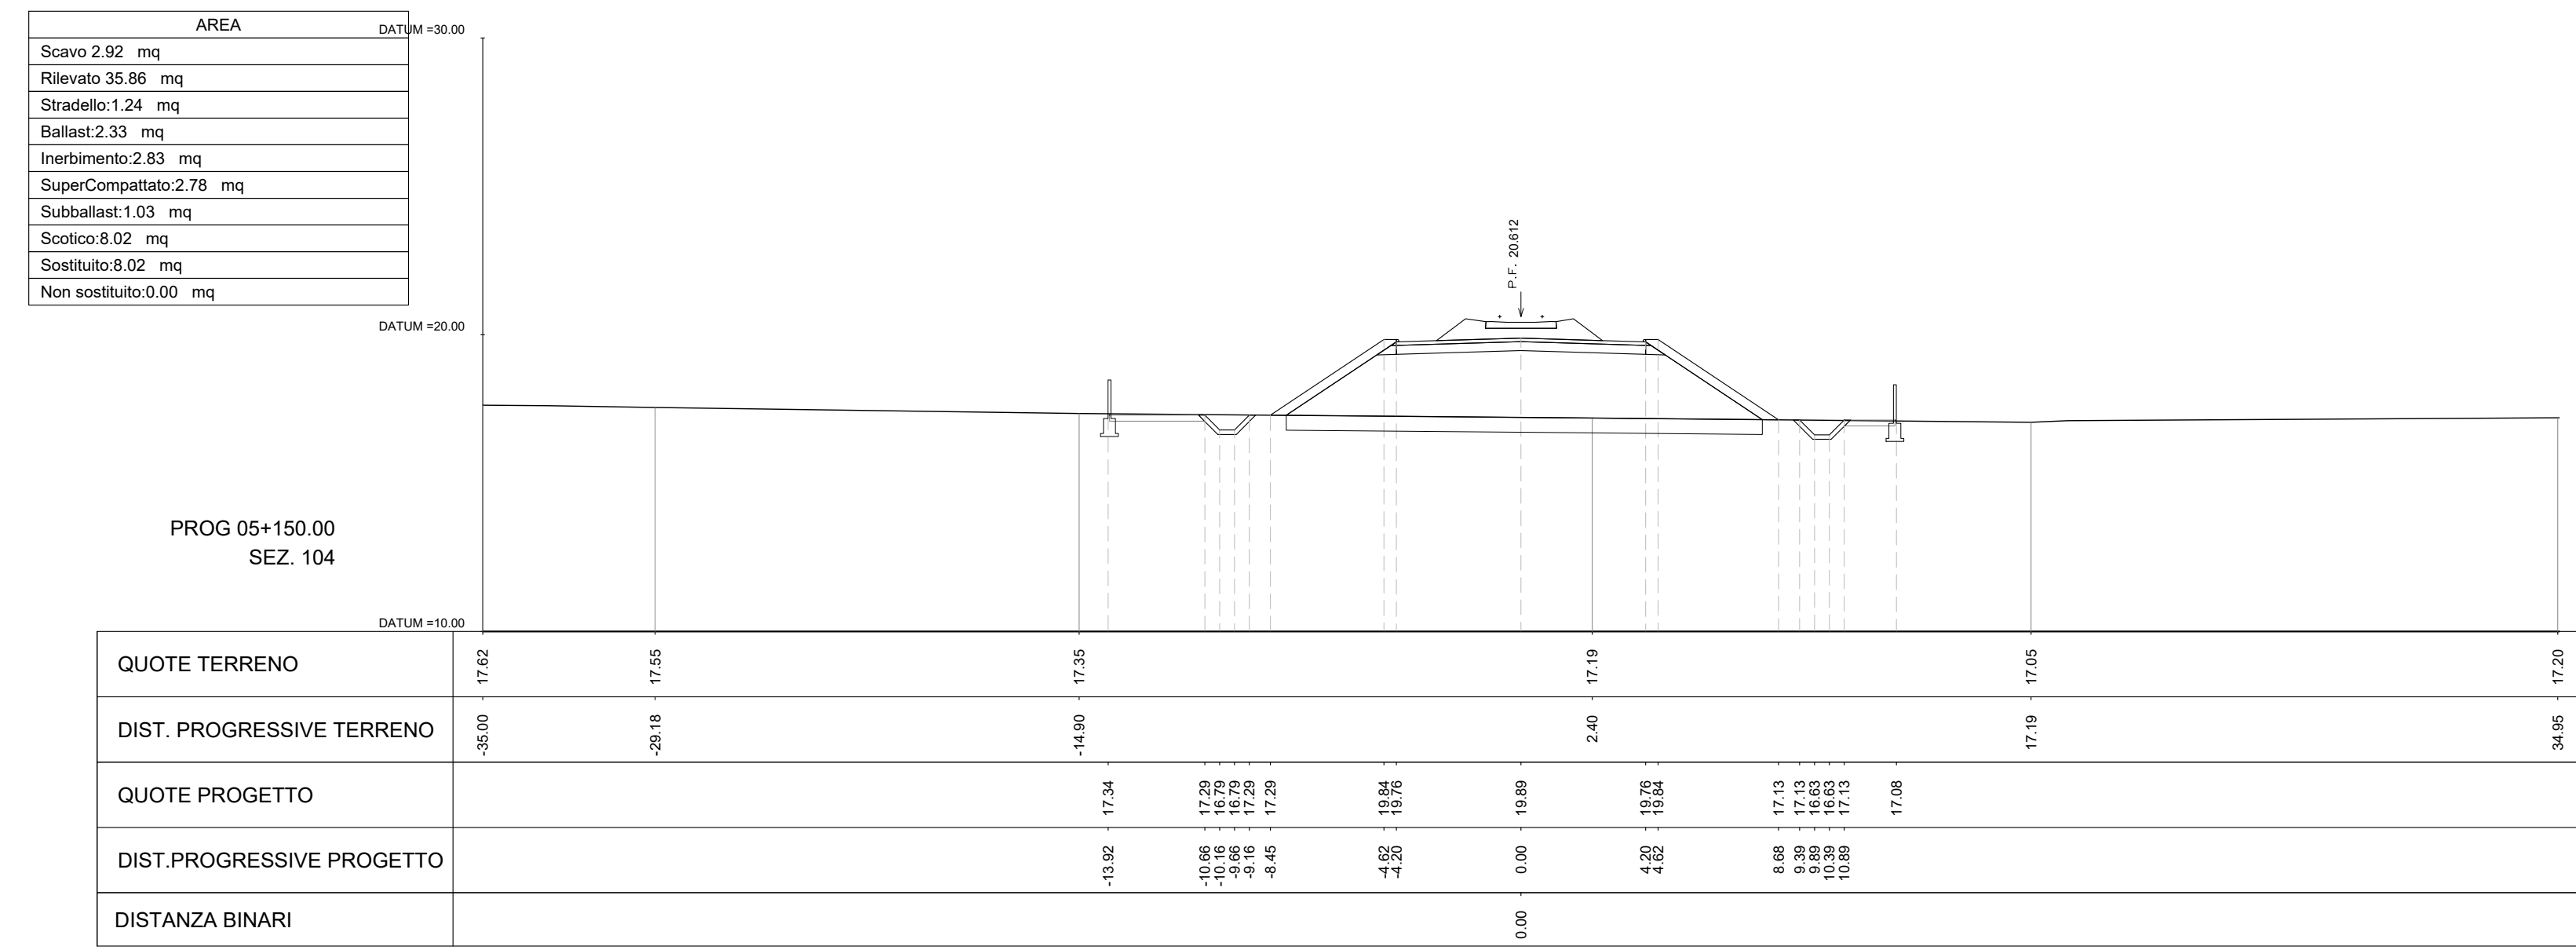 AREA
Scavo 2.92 mq
Rilevato 35.86 mq
Stradello:1.24 mq
Ballast:2.33 mq
Inerbimento:2.83 mq
SuperCompattato:2.78 mq
Subballast:1.03 mq
Scotico:8.02 mq
Sostituito:8.02 mq
Non sostituito:0.00 mq
DATUM =30.00
P.F. 20.612
DATUM =20.00
PROG 05+150.00
SEZ. 104
DATUM =10.00
QUOTE TERRENO 17.62 17.55 17.35 17.19 17.05 17.20
DIST. PROGRESSIVE TERRENO -35.00 -29.18 -14.90 2.40 17.19 34.95
QUOTE PROGETTO 17.34 17.29 16.79 16.79 17.29 17.29 19.84 19.76 19.89 19.76 19.84 17.13 17.13 16.63 16.63 17.13 17.08
DIST.PROGRESSIVE PROGETTO -13.92 -10.66 -10.16 -9.66 -9.16 -8.45 -4.62 -4.20 0.00 4.20 4.62 8.68 9.39 9.89 10.39 10.89
DISTANZA BINARI 0.00